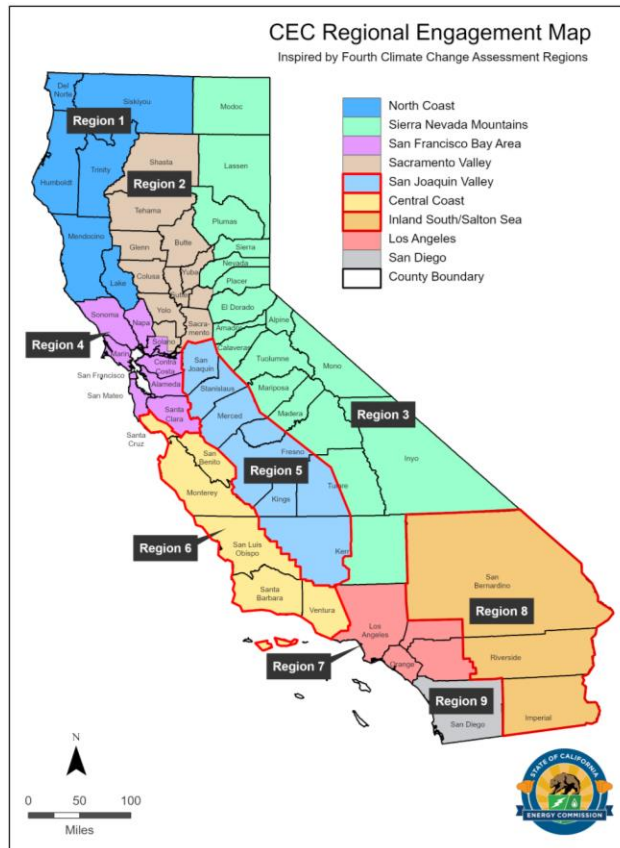 CEC Regional Engagement Map
Inspired by Fourth Climate Change Assessment Regions
North Coast
Sierra Nevada Mountains
San Francisco Bay Area
Sacramento Valley
San Joaquin Valley
Central Coast
Inland South/Salton Sea
Los Angeles
San Diego
County Boundary
Del
Norte
Siskiyou
Modoc
Region 1
Shasta
Lassen
Trinity
Humboldt
Region 2
Tehama
Plumas
Mendocino
Glenn
Butte
Sierra
Nevada
Lake
Colusa
Yuba
Sutter
Placer
Sonoma
Napa
Yolo
El Dorado
Sacra-
mento
Amador
Alpine
Region 4
Solano
Marin
Calaveras
Contra
Costa
San
Joaquin
Tuolumne
Mono
San Francisco
Alameda
Stanislaus
San Mateo
Santa
Clara
Mariposa
Merced
Madera
Region 3
Santa
Cruz
San
Benito
Fresno
Inyo
Region 5
Monterey
Kings
Tulare
Region 6
San Luis
Obispo
Kern
San
Bernardino
Santa
Barbara
Ventura
Los
Angeles
Region 8
Region 7
Orange
Riverside
Region 9
San Diego
Imperial
N
0 50 100
Miles
STATE OF CALIFORNIA
ENERGY COMMISSION